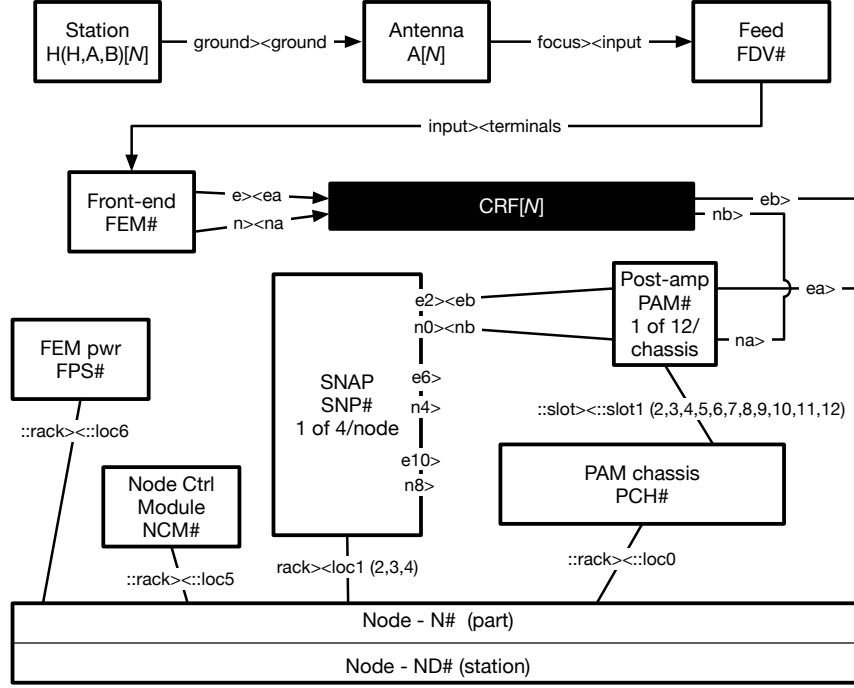 Station
H(H,A,B)[N]
ground><ground
Antenna
A[N]
focus><input
Feed
FDV#
input><terminals
Front-end
FEM#
e><ea
n><na
CRF[N]
eb>
nb>
Post-amp
PAM#
1 of 12/
chassis
ea>
na>
e2><eb
n0><nb
e6>
n4>
e10>
n8>
SNAP
SNP#
1 of 4/node
FEM pwr
FPS#
::rack><::loc6
::slot><::slot1 (2,3,4,5,6,7,8,9,10,11,12)
PAM chassis
PCH#
Node Ctrl
Module
NCM#
::rack><::loc5
rack><loc1 (2,3,4)
::rack><::loc0
Node - N#  (part)
Node - ND# (station)